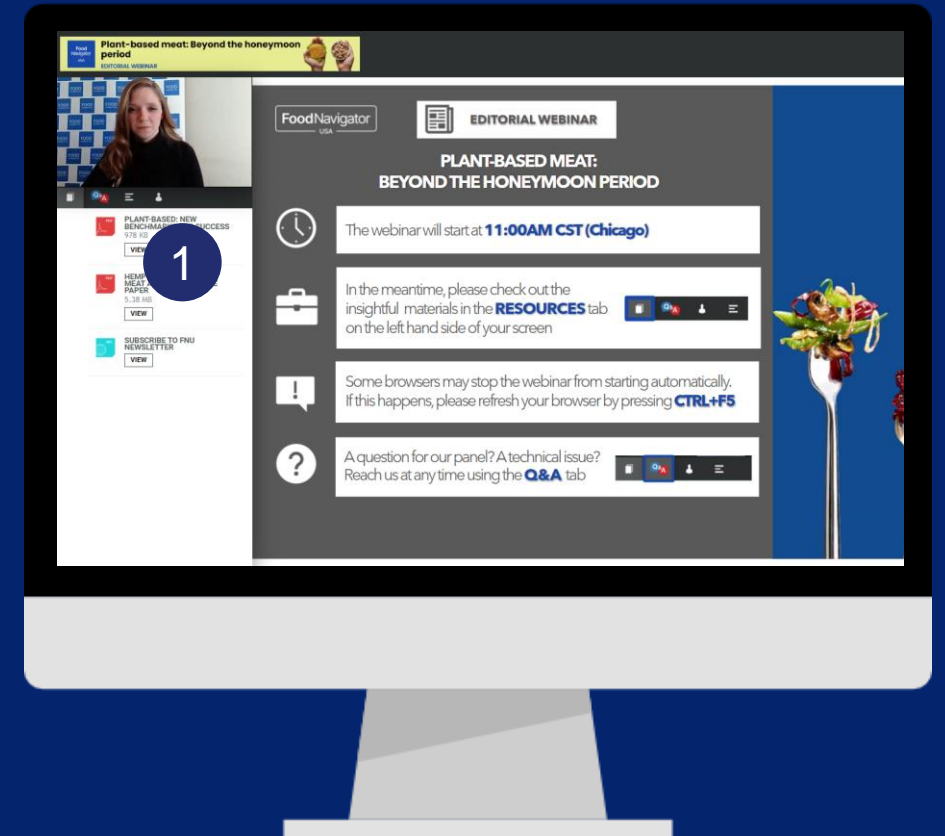 Food Navigator USA
Plant-based meat: Beyond the honeymoon
period
EDITORIAL WEBINAR
PLANT-BASED: NEW
SUCCESS
978 KB
HEMP
MEAT
PAPER
5.38 MB
VIEW
SUBSCRIBE TO FNU
NEWSLETTER
VIEW
1
FoodNavigator
USA
EDITORIAL WEBINAR
PLANT-BASED MEAT:
BEYOND THE HONEYMOON PERIOD
The webinar will start at 11:00AM CST (Chicago)
In the meantime, please check out the
insightful materials in the RESOURCES tab
on the left hand side of your screen
Some browsers may stop the webinar from starting automatically.
If this happens, please refresh your browser by pressing CTRL+F5
A question for our panel? A technical issue?
Reach us at any time using the Q&A tab